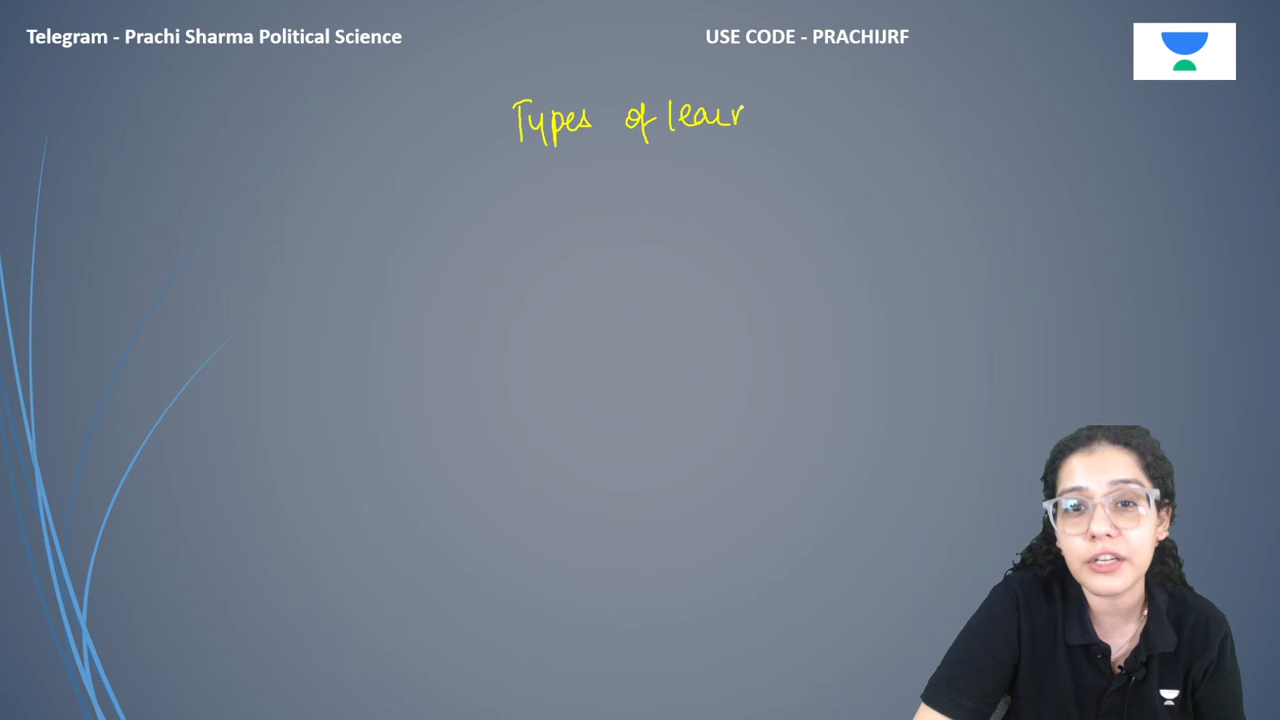 Telegram - Prachi Sharma Political Science
USE CODE - PRACHIJRF
Types of lear